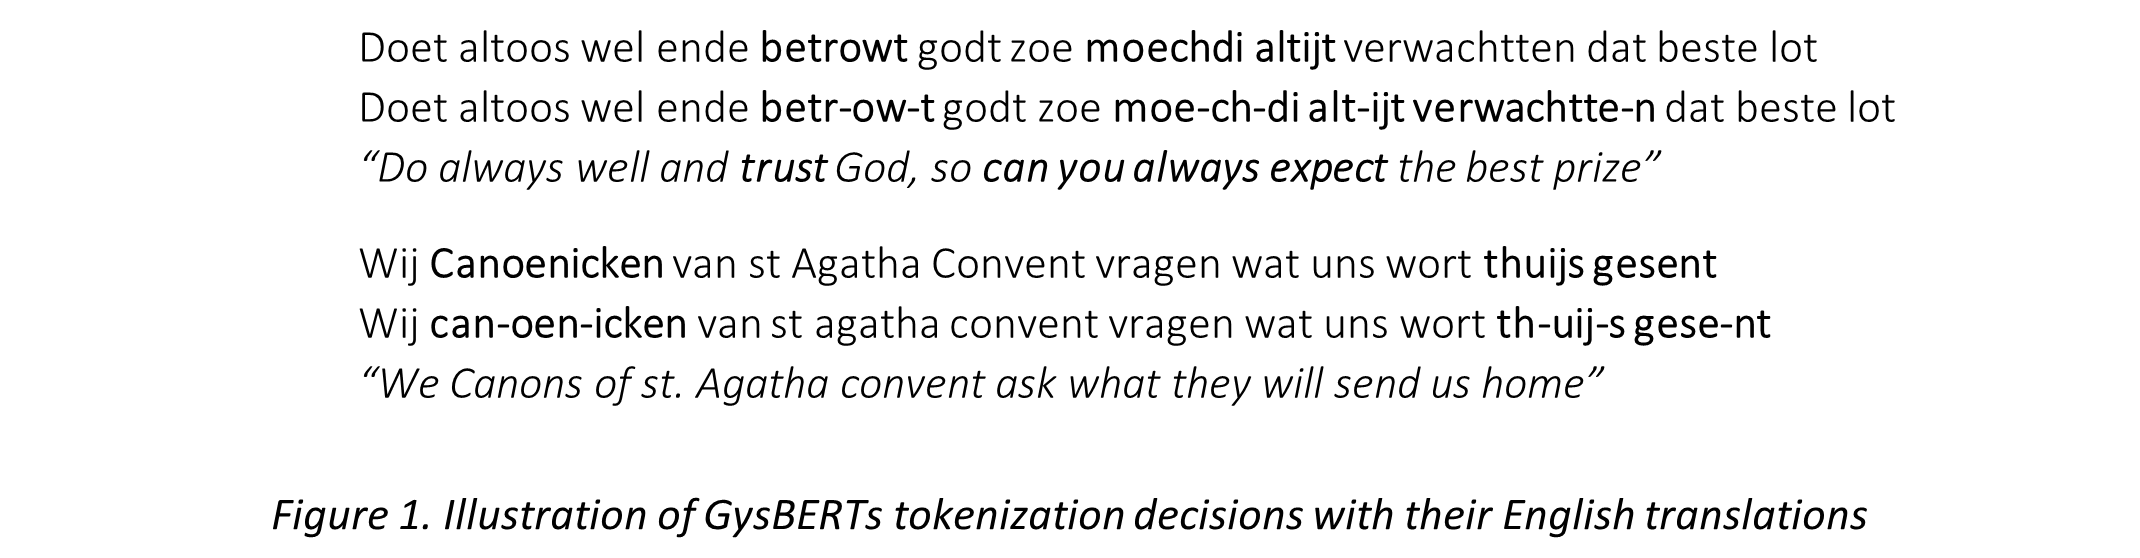 Doet altoos wel ende betrowt godt zoe moechdi altijt verwachtten dat beste lot
Doet altoos wel ende betr-ow-t godt zoe moe-ch-di alt-ijt verwachtte-n dat beste lot
“Do always well and trust God, so can you always expect the best prize”
Wij Canoenicken van st Agatha Convent vragen wat uns wort thuijs gesent
Wij can-oen-icken van st agatha convent vragen wat uns wort th-uij-s gese-nt
“We Canons of st. Agatha convent ask what they will send us home”
Figure 1. Illustration of GysBERTs tokenization decisions with their English translations